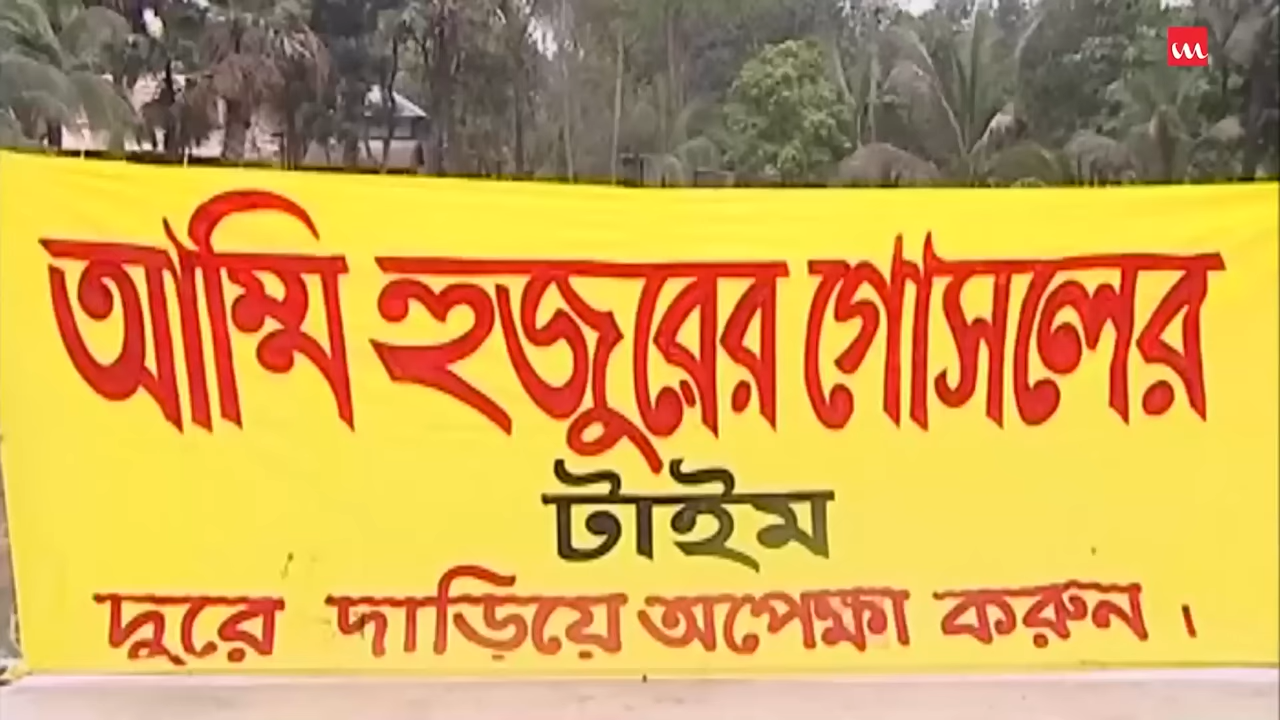 আম্মি হুজুরের গোসলের
টাইম
দুরে দাড়িয়ে অপেক্ষা করুন ।